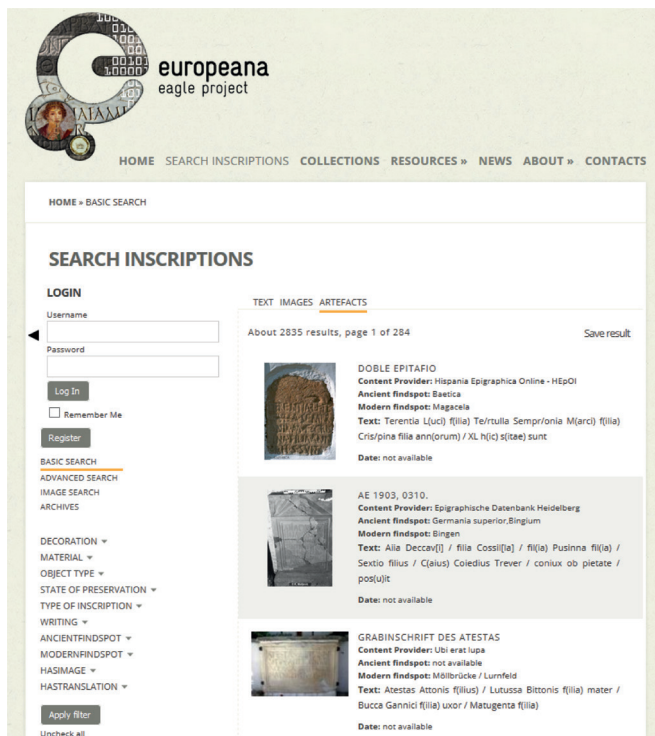 europeana
eagle project
HOME SEARCH INSCRIPTIONS COLLECTIONS RESOURCES » NEWS ABOUT » CONTACTS
HOME » BASIC SEARCH
SEARCH INSCRIPTIONS
LOGIN
Username
Password
Log In
Remember Me
Register
BASIC SEARCH
ADVANCED SEARCH
IMAGE SEARCH
ARCHIVES
DECORATION
MATERIAL
OBJECT TYPE
STATE OF PRESERVATION
TYPE OF INSCRIPTION
WRITING
ANCIENTFINDSPOT
MODERNFINDSPOT
HASIMAGE
HASTRANSLATION
Apply filter
Uncheck all
TEXT IMAGES ARTEFACTS
About 2835 results, page 1 of 284 Save result
DOBLE EPITAFIO
Content Provider: Hispania Epigraphica Online - HEpOl
Ancient findspot: Baetica
Modern findspot: Magacela
Text: Terentia L(uci) f(ilia) Te/rtulla Sempr/onia M(arci) f(ilia)
Cris/pina filia ann(orum) / XL h(ic) s(itae) sunt
Date: not available
AE 1903, 0310.
Content Provider: Epigraphische Datenbank Heidelberg
Ancient findspot: Germania superior,Bingium
Modern findspot: Bingen
Text: Aiia Deccav[i] / filia Cossli[la] / fil(ia) Pusinna fil(ia) /
Sextio filius / C(aius) Coiedius Trever / coniux ob pietate /
pos(u)it
Date: not available
GRABINSCHRIFT DES ATESTAS
Content Provider: Ubi erat lupa
Ancient findspot: not available
Modern findspot: Möllbrücke / Lurnfeld
Text: Atestas Attonis f(ilius) / Lutussa Bittonis f(ilia) mater /
Bucca Gannici f(ilia) uxor / Matugenta f(ilia)
Date: not available